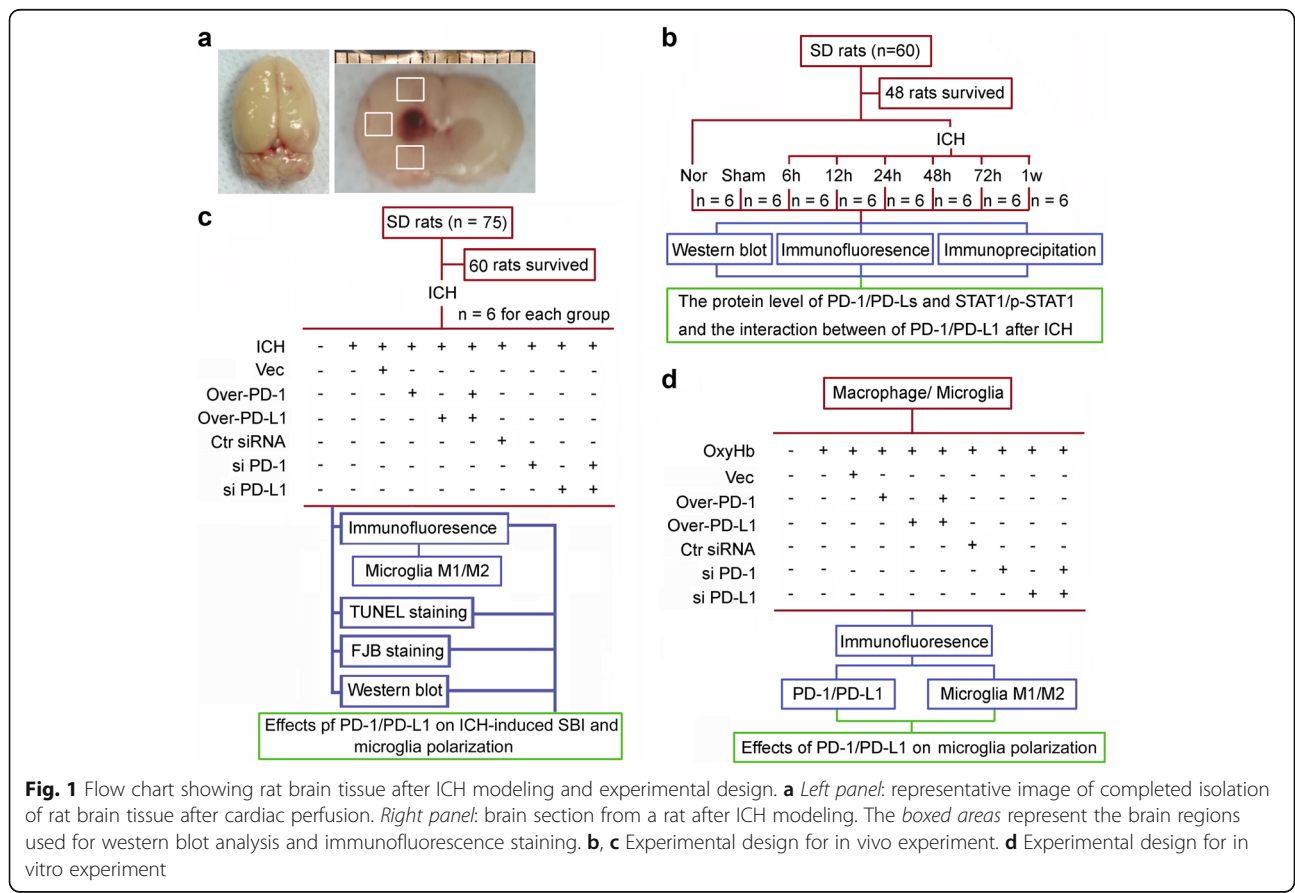 a
b
SD rats (n=60)
48 rats survived
ICH
Nor Sham 6h 12h 24h 48h 72h 1w
n = 6 n = 6 n = 6 n = 6 n = 6 n = 6 n = 6 n = 6
Western blot Immunofluoresence Immunoprecipitation
The protein level of PD-1/PD-Ls and STAT1/p-STAT1
and the interaction between of PD-1/PD-L1 after ICH
c
SD rats (n = 75)
60 rats survived
ICH
n = 6 for each group
ICH - + + + + + + + + +
Vec - - + - - - - - - -
Over-PD-1 - - - + - + - - - -
Over-PD-L1 - - - - + + - - - -
Ctr siRNA - - - - - - + - - -
si PD-1 - - - - - - - + - +
si PD-L1 - - - - - - - - + +
Immunofluoresence
Microglia M1/M2
TUNEL staining
FJB staining
Western blot
Effects pf PD-1/PD-L1 on ICH-induced SBI and
microglia polarization
d
Macrophage/ Microglia
OxyHb - + + + + + + + + +
Vec - - + - - - - - - -
Over-PD-1 - - - + - + - - - -
Over-PD-L1 - - - - + + - - - -
Ctr siRNA - - - - - - + - - -
si PD-1 - - - - - - - + - +
si PD-L1 - - - - - - - - + +
Immunofluoresence
PD-1/PD-L1 Microglia M1/M2
Effects of PD-1/PD-L1 on microglia polarization
Fig. 1 Flow chart showing rat brain tissue after ICH modeling and experimental design. a Left panel: representative image of completed isolation
of rat brain tissue after cardiac perfusion. Right panel: brain section from a rat after ICH modeling. The boxed areas represent the brain regions
used for western blot analysis and immunofluorescence staining. b, c Experimental design for in vivo experiment. d Experimental design for in
vitro experiment